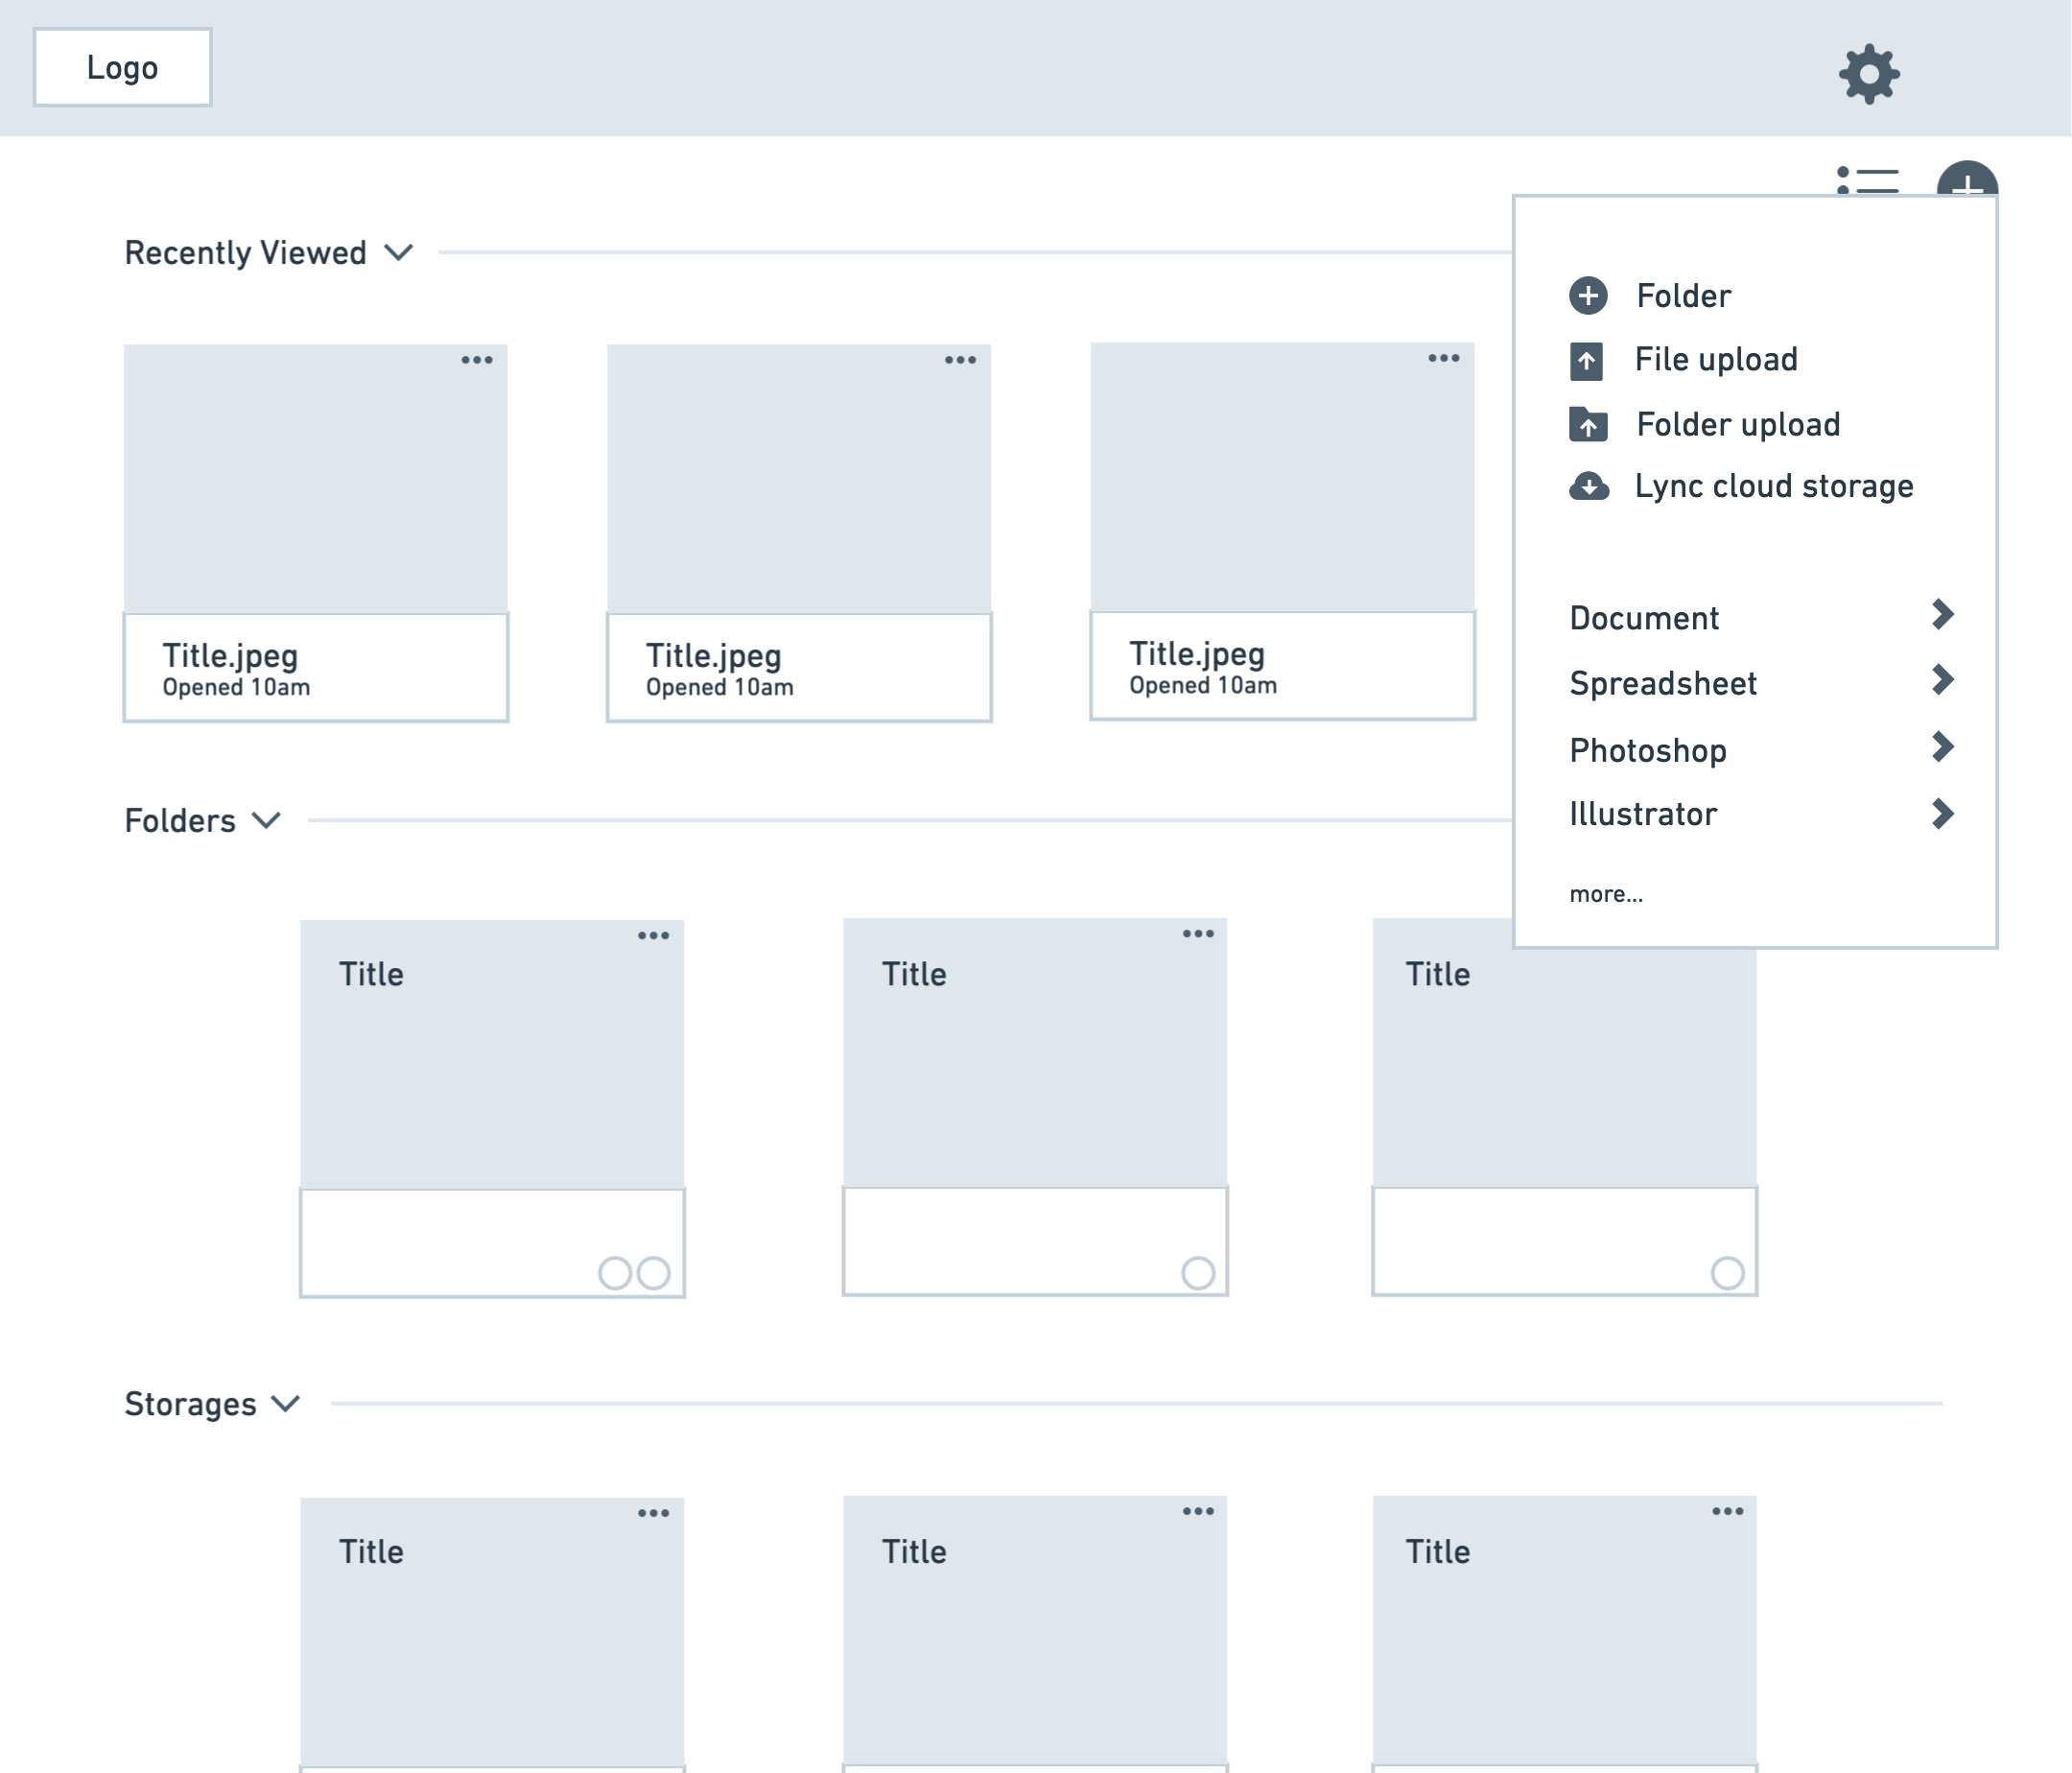 Logo
Recently Viewed
Title.jpeg
Opened 10am
Title.jpeg
Opened 10am
Title.jpeg
Opened 10am
Folder
File upload
Folder upload
Lync cloud storage
Document
Spreadsheet
Photoshop
Illustrator
more...
Folders
Title
Title
Title
Storages
Title
Title
Title